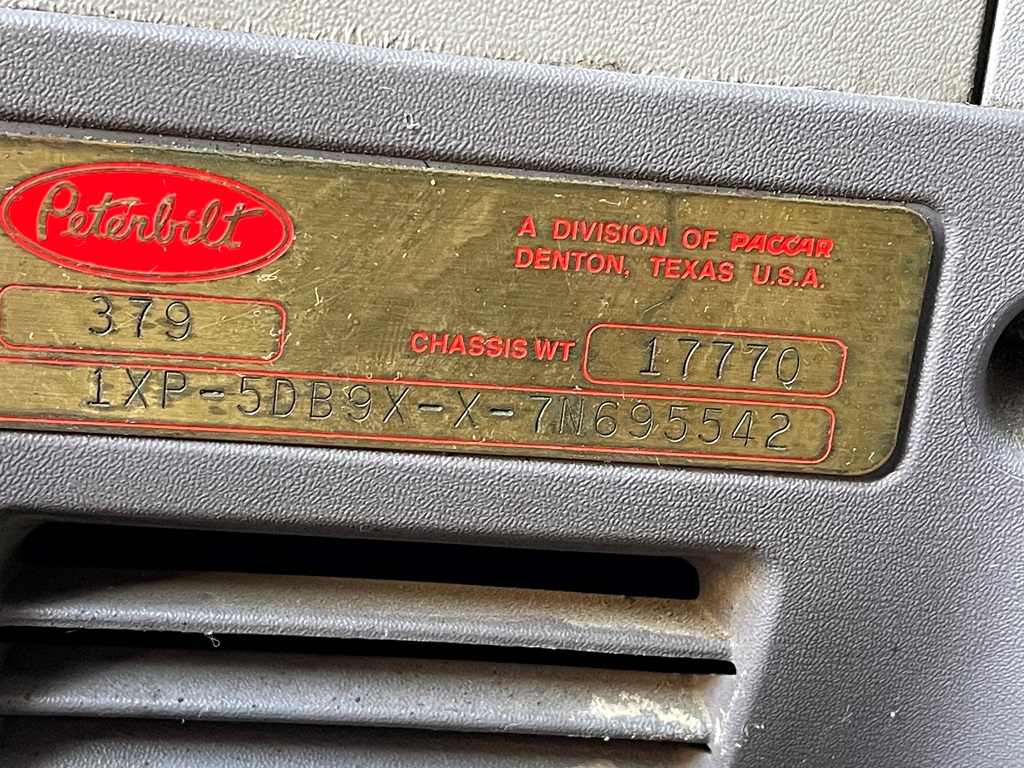 Peterbilt
A DIVISION OF PACCAR
DENTON, TEXAS U.S.A.
379
CHASSIS WT 17770
1XP-5DB9X-X-7N695542